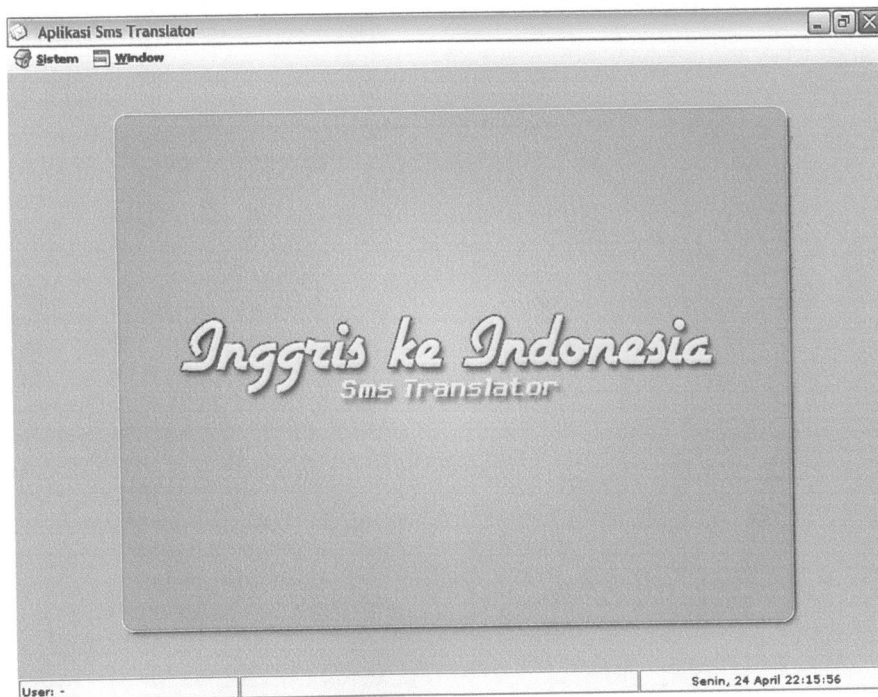 Aplikasi Sms Translator
Sistem Window
Inggris ke Indonesia
Sms Translator
User: -
Senin, 24 April 22:15:56